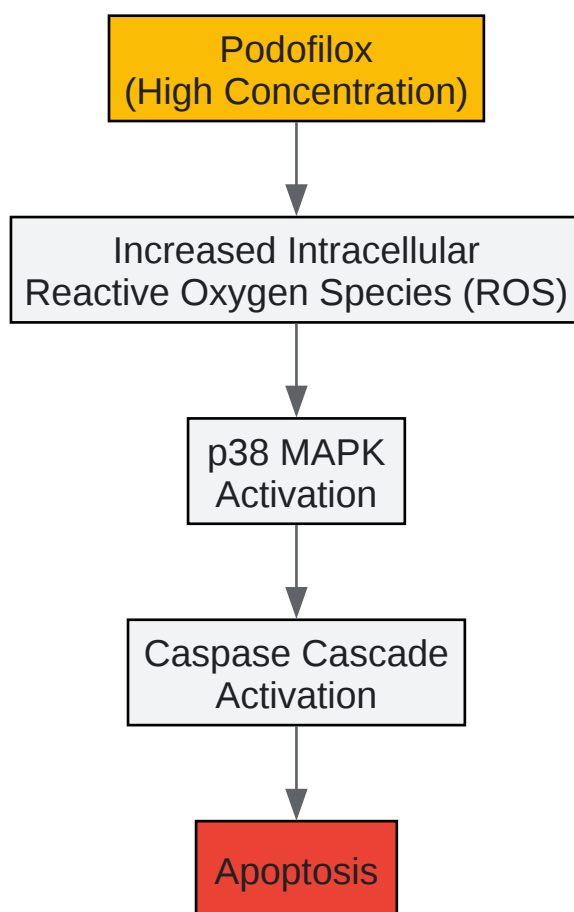 Podofilox
(High Concentration)
Increased Intracellular
Reactive Oxygen Species (ROS)
p38 MAPK
Activation
Caspase Cascade
Activation
Apoptosis